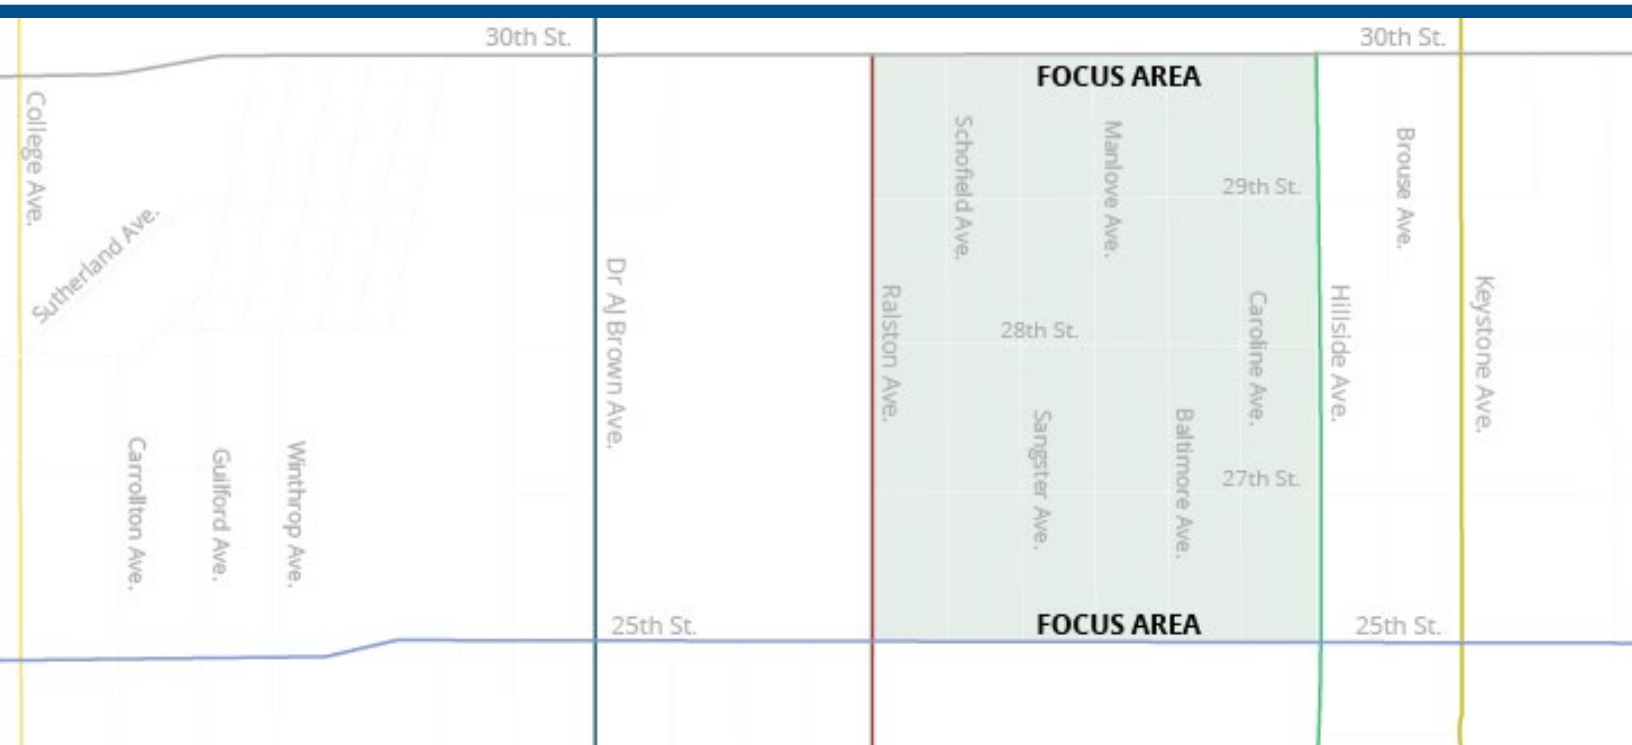 30th St.
30th St.
FOCUS AREA
College Ave.
Schofield Ave.
Manlove Ave.
Brouse Ave.
29th St.
Sutherland Ave.
Dr AJ Brown Ave.
Ralston Ave.
28th St.
Caroline Ave.
Hillside Ave.
Keystone Ave.
Carrollton Ave.
Guilford Ave.
Winthrop Ave.
Sangster Ave.
Baltimore Ave.
27th St.
25th St.
FOCUS AREA
25th St.